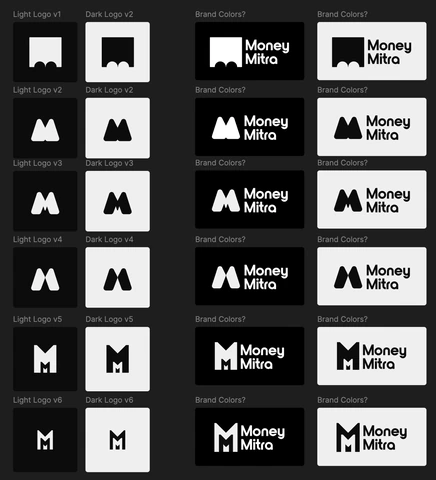 Light Logo v1 Dark Logo v2 Brand Colors? Brand Colors?
Money
Mitra
Money
Mitra
Light Logo v2 Dark Logo v2 Brand Colors? Brand Colors?
Money
Mitra
Money
Mitra
Light Logo v3 Dark Logo v3 Brand Colors? Brand Colors?
Money
Mitra
Money
Mitra
Light Logo v4 Dark Logo v4 Brand Colors? Brand Colors?
Money
Mitra
Money
Mitra
Light Logo v5 Dark Logo v5 Brand Colors? Brand Colors?
Money
Mitra
Money
Mitra
Light Logo v6 Dark Logo v6 Brand Colors? Brand Colors?
Money
Mitra
Money
Mitra